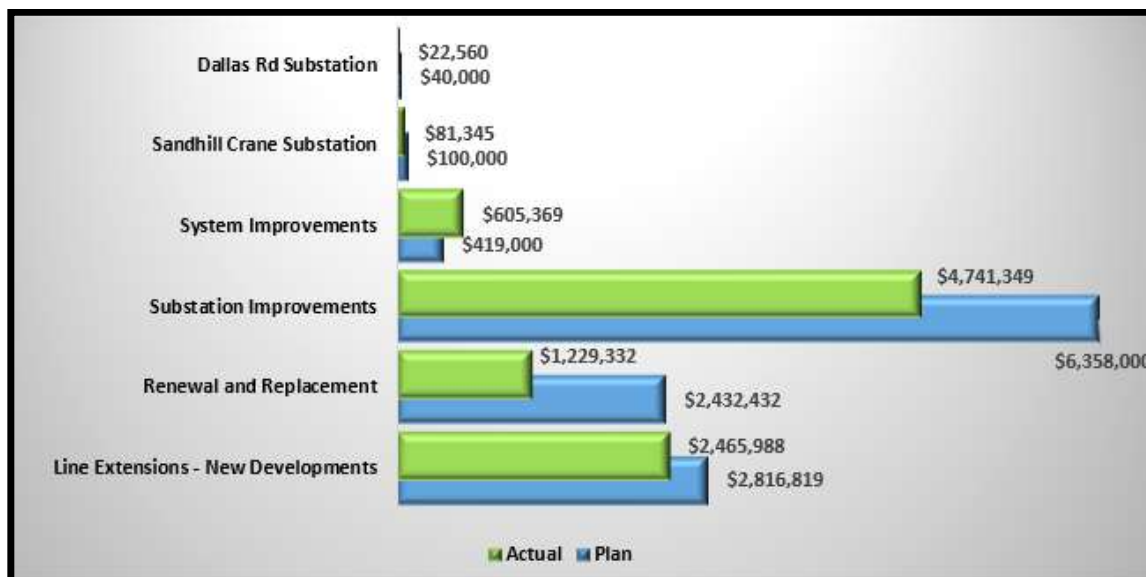 Dallas Rd Substation
$22,560
$40,000
Sandhill Crane Substation
$81,345
$100,000
System Improvements
$605,369
$419,000
Substation Improvements
$4,741,349
$6,358,000
Renewal and Replacement
$1,229,332
$2,432,432
Line Extensions - New Developments
$2,465,988
$2,816,819
Actual Plan